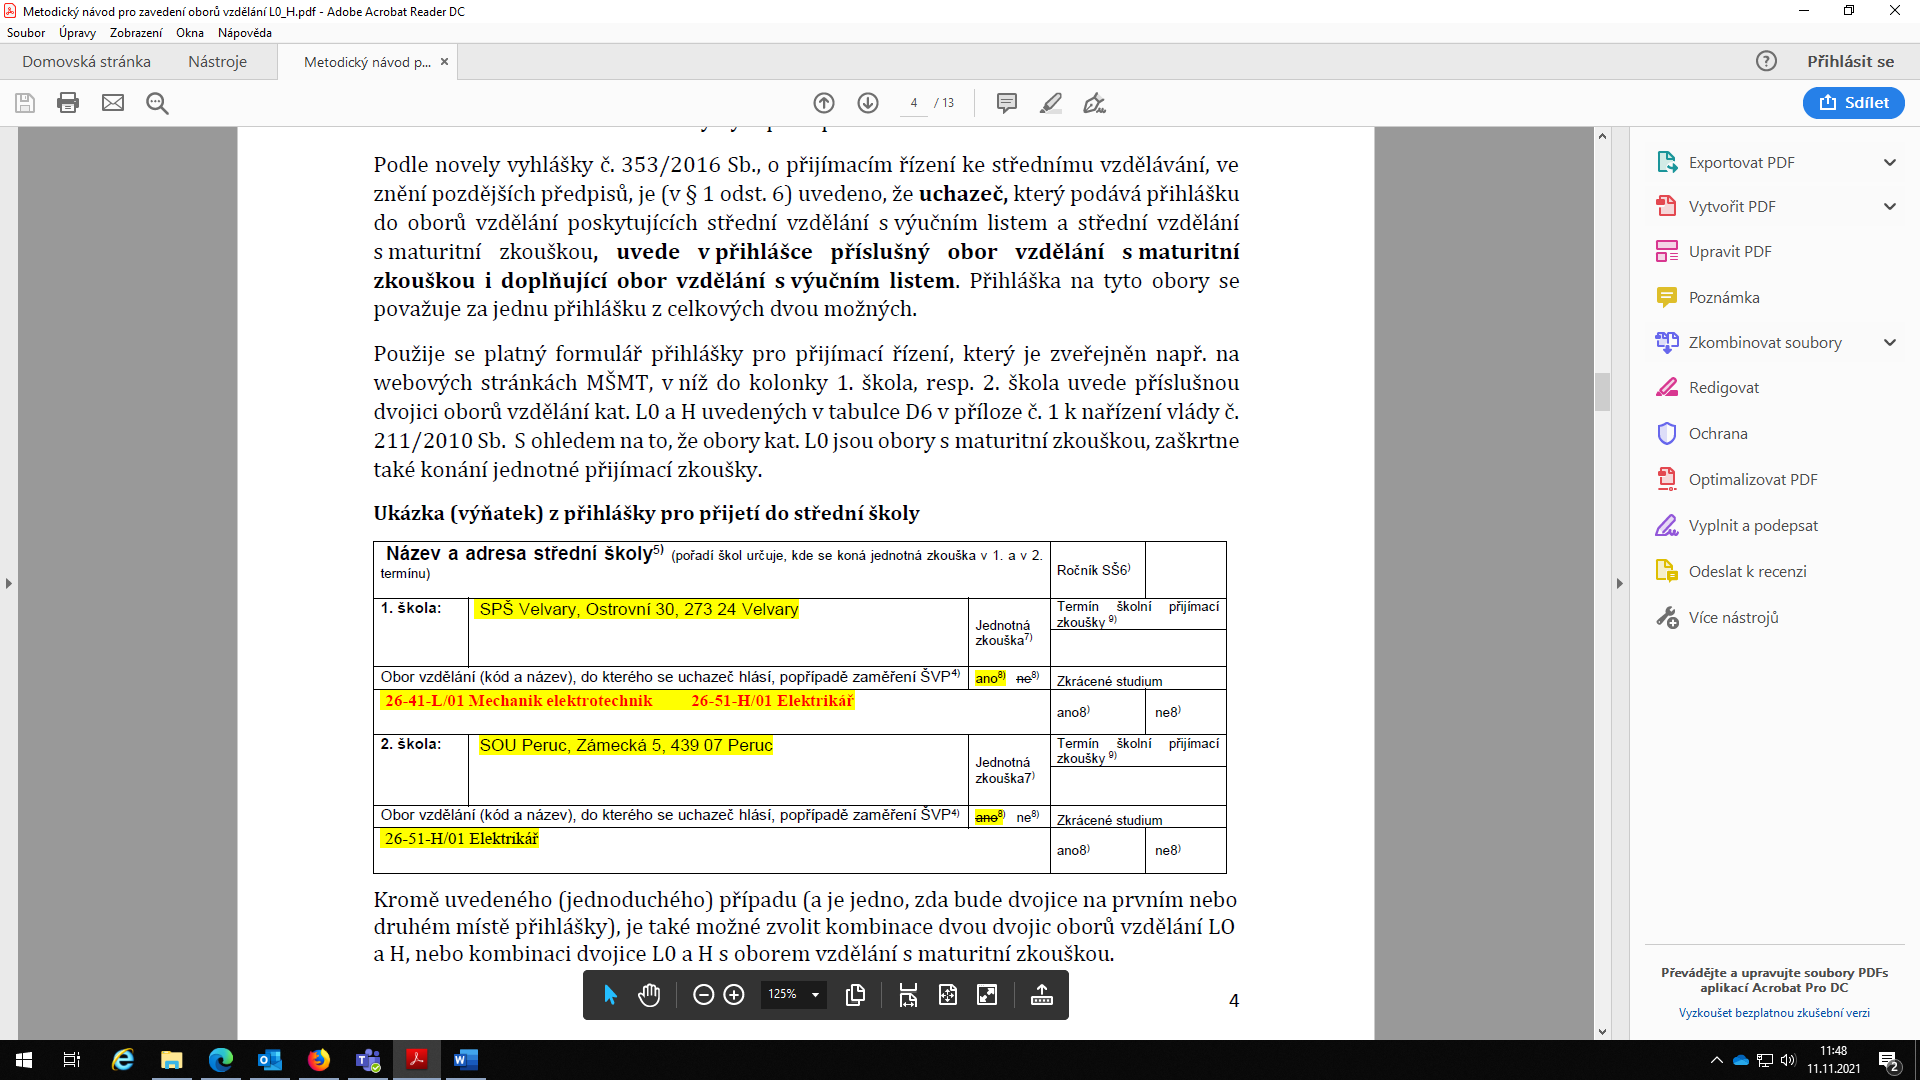 Metodický návod pro zavedení oborů vzdělání L0_H.pdf - Adobe Acrobat Reader DC
Soubor Úpravy Zobrazení Okna Nápověda
Domovská stránka Nástroje Metodický návod p... × Přihlásit se
4 / 13 Sdílet
Podle novely vyhlášky č. 353/2016 Sb., o přijímacím řízení ke střednímu vzdělávání, ve
znění pozdějších předpisů, je (v § 1 odst. 6) uvedeno, že uchazeč, který podává přihlášku
do oborů vzdělání poskytujících střední vzdělání s výučním listem a střední vzdělání
s maturitní zkouškou, uvede v přihlášce příslušný obor vzdělání s maturitní
zkouškou i doplňující obor vzdělání s výučním listem. Přihláška na tyto obory se
považuje za jednu přihlášku z celkových dvou možných.
Použije se platný formulář přihlášky pro přijímací řízení, který je zveřejněn např. na
webových stránkách MŠMT, v níž do kolonky 1. škola, resp. 2. škola uvede příslušnou
dvojici oborů vzdělání kat. L0 a H uvedených v tabulce D6 v příloze č. 1 k nařízení vlády č.
211/2010 Sb. S ohledem na to, že obory kat. L0 jsou obory s maturitní zkouškou, zaškrtne
také konání jednotné přijímací zkoušky.
Ukázka (výňatek) z přihlášky pro přijetí do střední školy
Název a adresa střední školy5) (pořadí škol určuje, kde se koná jednotná zkouška v 1. a v 2.
termínu)
Ročník SŠ6)
1. škola: SPŠ Velvary, Ostrovní 30, 273 24 Velvary
Jednotná
zkouška7)
Termín školní přijímací
zkoušky 9)
Obor vzdělání (kód a název), do kterého se uchazeč hlásí, popřípadě zaměření ŠVP4) ano8) ne8) Zkrácené studium
26-41-L/01 Mechanik elektrotechnik 26-51-H/01 Elektrikář
ano8) ne8)
2. škola: SOU Peruc, Zámecká 5, 439 07 Peruc
Jednotná
zkouška7)
Termín školní přijímací
zkoušky 9)
Obor vzdělání (kód a název), do kterého se uchazeč hlásí, popřípadě zaměření ŠVP4) ano8) ne8) Zkrácené studium
26-51-H/01 Elektrikář
ano8) ne8)
Kromě uvedeného (jednoduchého) případu (a je jedno, zda bude dvojice na prvním nebo
druhém místě přihlášky), je také možné zvolit kombinace dvou dvojic oborů vzdělání LO
a H, nebo kombinaci dvojice L0 a H s oborem vzdělání s maturitní zkouškou.
4
125%
Exportovat PDF
Vytvořit PDF
Upravit PDF
Poznámka
Zkombinovat soubory
Redigovat
Ochrana
Optimalizovat PDF
Vyplnit a podepsat
Odeslat k recenzi
Více nástrojů
Převádějte a upravujte soubory PDFs
aplikací Acrobat Pro DC
Vyzkoušet bezplatnou zkušební verzi
11:48
11.11.2021
2